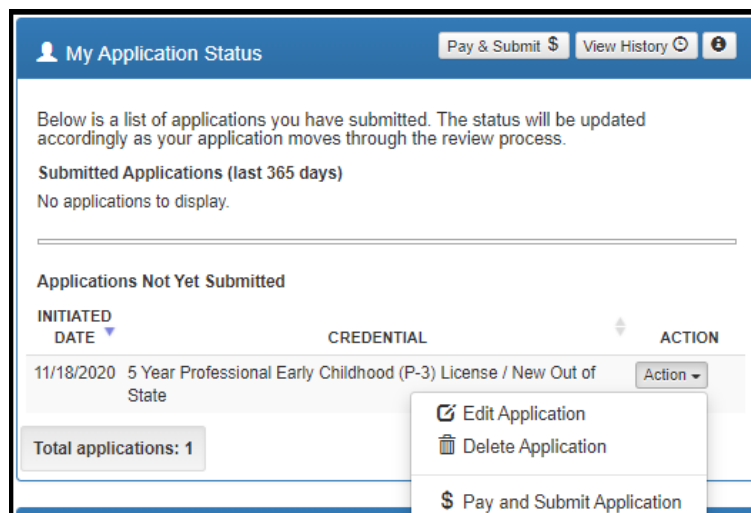 My Application Status
Pay & Submit $
View History
Below is a list of applications you have submitted. The status will be updated
accordingly as your application moves through the review process.
Submitted Applications (last 365 days)
No applications to display.
Applications Not Yet Submitted
INITIATED
DATE CREDENTIAL ACTION
11/18/2020 5 Year Professional Early Childhood (P-3) License / New Out of Action
State
Edit Application
Delete Application
Total applications: 1
$ Pay and Submit Application